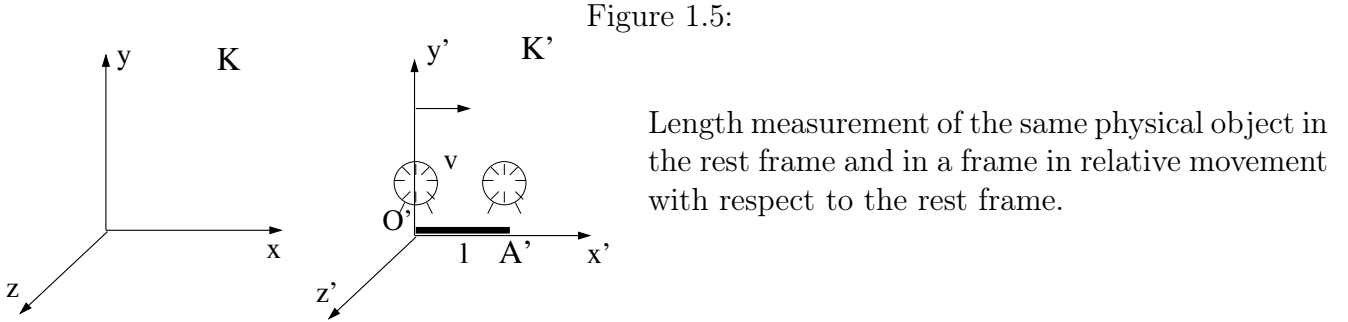 Figure 1.5:
y K
y' K'
v
O'
x
l A' x'
z
z'
Length measurement of the same physical object in
the rest frame and in a frame in relative movement
with respect to the rest frame.